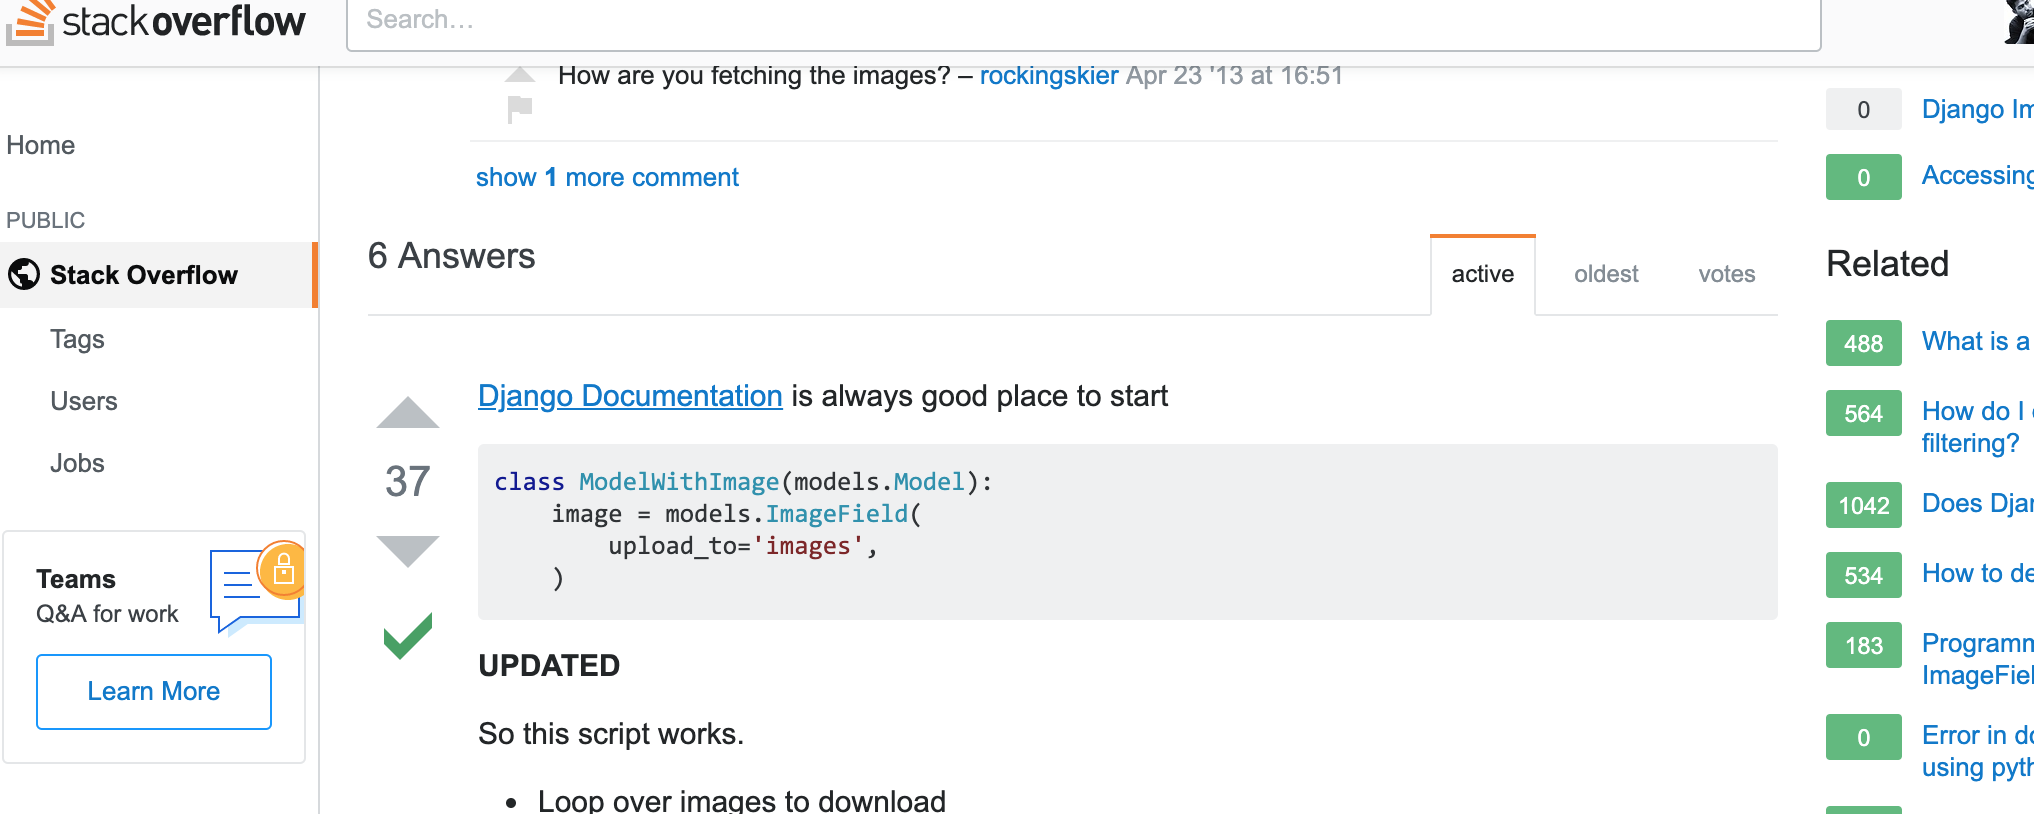 stackoverflow
Search…
How are you fetching the images? – rockingskier Apr 23 '13 at 16:51
show 1 more comment
Home
PUBLIC
Stack Overflow
Tags
Users
Jobs
Teams
Q&A for work
Learn More
6 Answers
active oldest votes
37
Django Documentation is always good place to start
class ModelWithImage(models.Model):
    image = models.ImageField(
        upload_to='images',
    )
UPDATED
So this script works.
• Loop over images to download
0 Django Im
0 Accessing
Related
488 What is a
564 How do I
filtering?
1042 Does Djan
534 How to de
183 Programm
ImageFiel
0 Error in do
using pyth